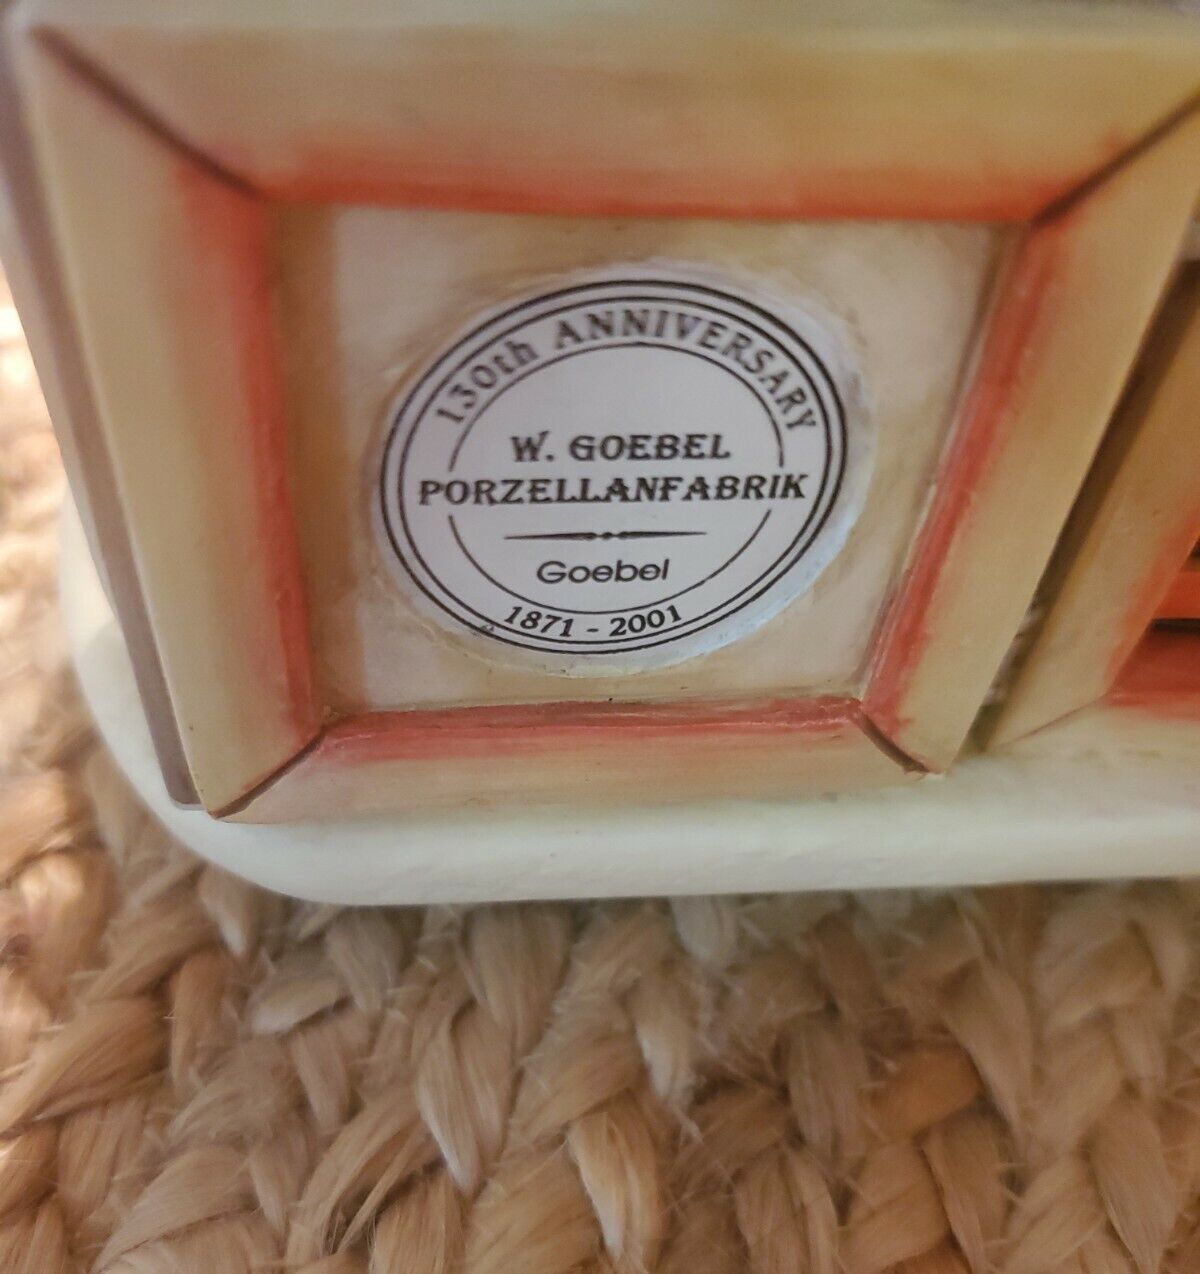 130th ANNIVERSARY
W. GOEBEL
PORZELLANFABRIK
Goebel
1871 - 2001